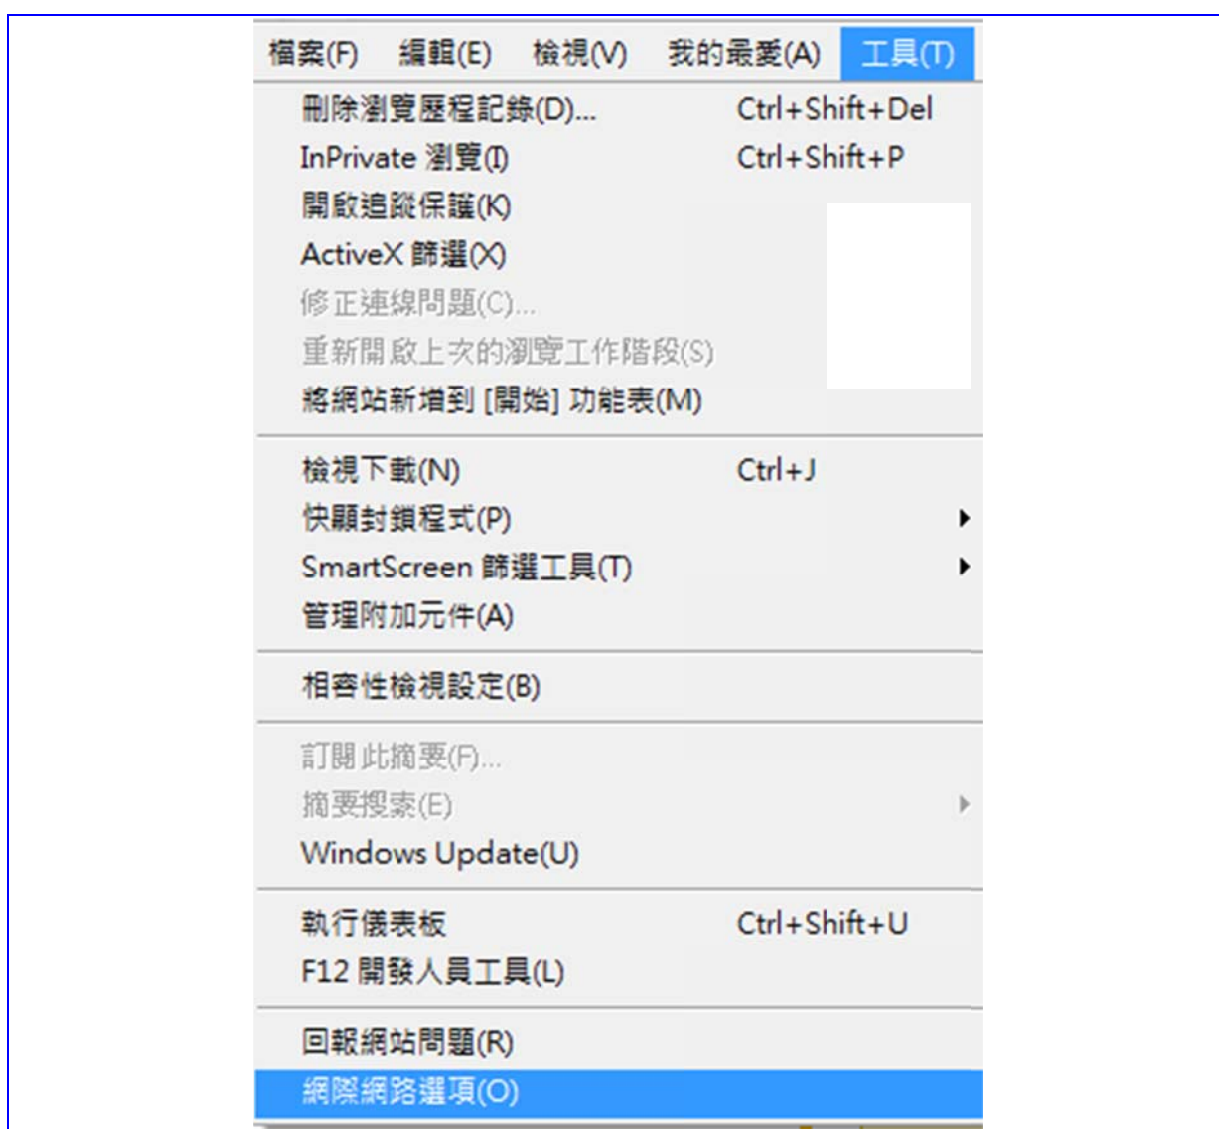 檔案(F) 編輯(E) 檢視(V) 我的最愛(A) 工具(T)
刪除瀏覽歷程記錄(D)... Ctrl+Shift+Del
InPrivate 瀏覽(I) Ctrl+Shift+P
開啟追蹤保護(K)
ActiveX 篩選(X)
修正連線問題(C)...
重新開啟上次的瀏覽工作階段(S)
將網站新增到 [開始] 功能表(M)
檢視下載(N) Ctrl+J
快顯封鎖程式(P)
SmartScreen 篩選工具(T)
管理附加元件(A)
相容性檢視設定(B)
訂閱此摘要(F)...
摘要搜索(E)
Windows Update(U)
執行儀表板 Ctrl+Shift+U
F12 開發人員工具(L)
回報網站問題(R)
網際網路選項(O)